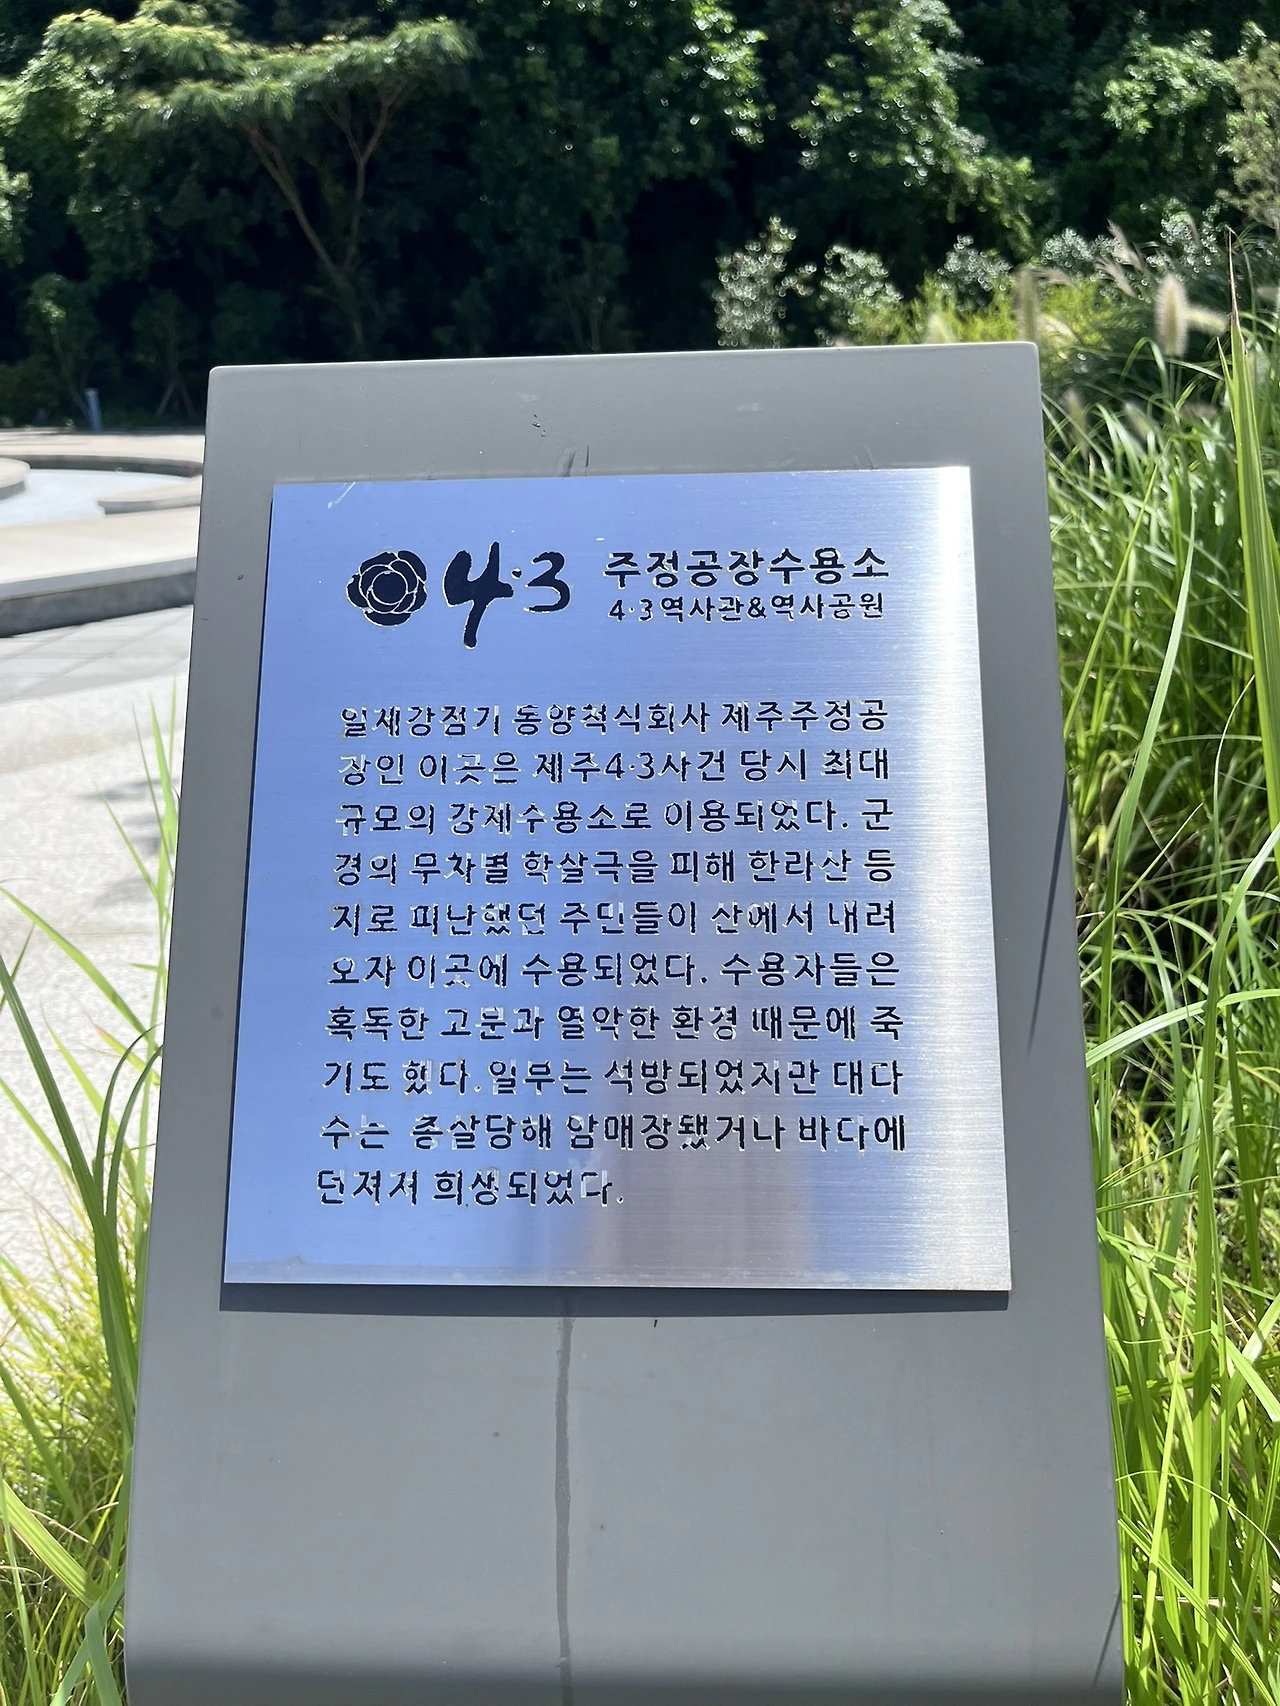 4·3 주정공장수용소
4·3역사관&역사공원
일제강점기 동양척식회사 제주주정공
장인 이곳은 제주4·3사건 당시 최대
규모의 강제수용소로 이용되었다. 군
경의 무차별 학살극을 피해 한라산 등
지로 피난했던 주민들이 산에서 내려
오자 이곳에 수용되었다. 수용자들은
혹독한 고문과 열악한 환경 때문에 죽
기도 했다. 일부는 석방되었지만 대다
수는 총살당해 암매장됐거나 바다에
던져져 희생되었다.